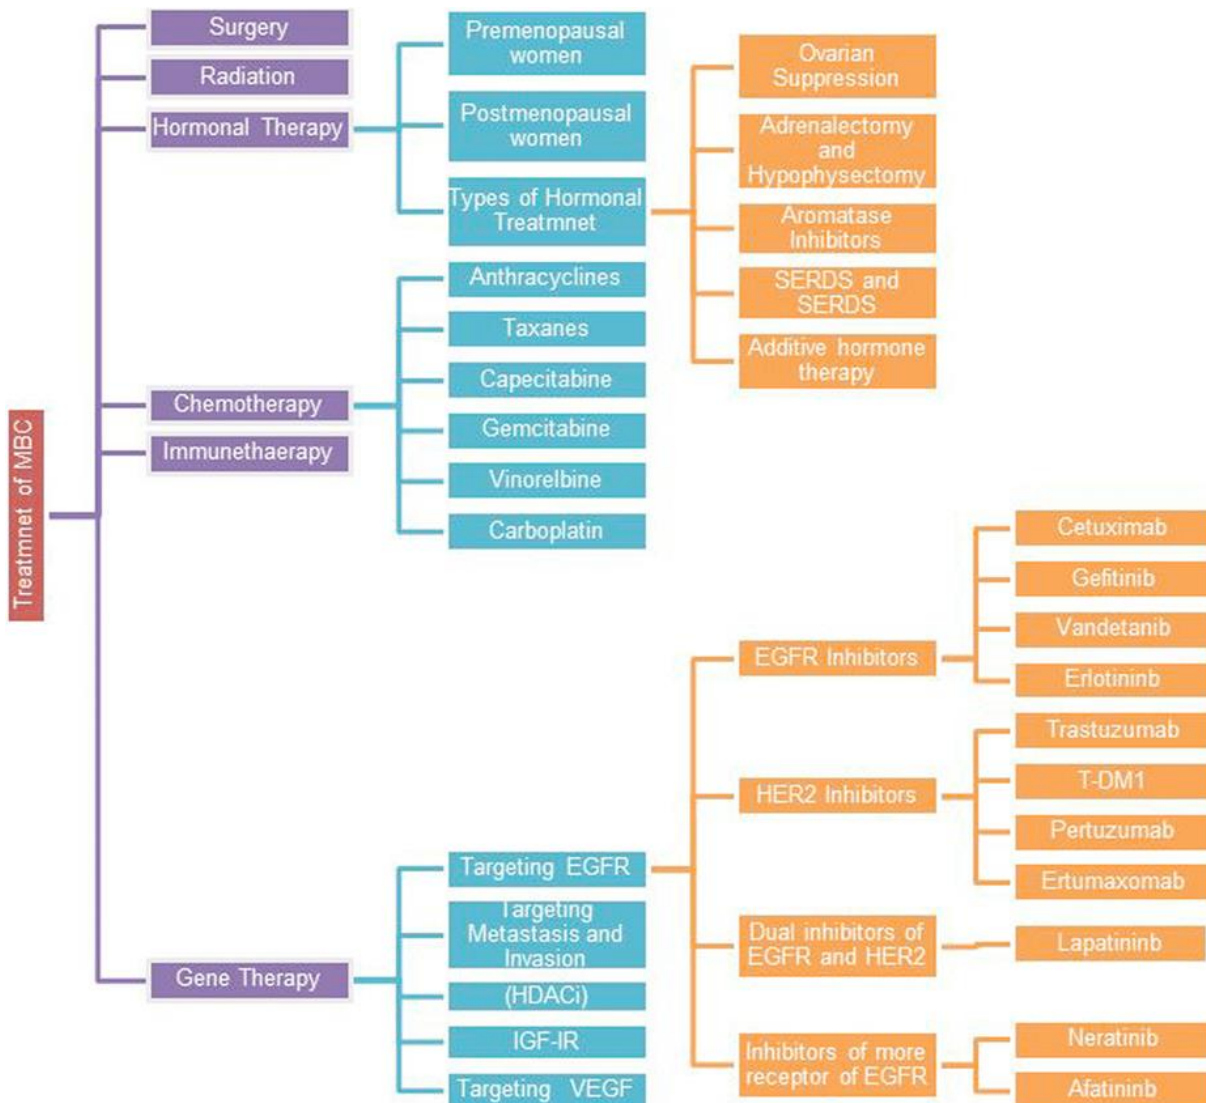 Treatmnet of MBC
Surgery
Radiation
Hormonal Therapy
Chemotherapy
Immunethaerapy
Gene Therapy
Premenopausal
women
Postmenopausal
women
Types of Hormonal
Treatmnet
Anthracyclines
Taxanes
Capecitabine
Gemcitabine
Vinorelbine
Carboplatin
Targeting EGFR
Targeting
Metastasis and
Invasion
(HDACi)
IGF-IR
Targeting VEGF
Ovarian
Suppression
Adrenalectomy
and
Hypophysectomy
Aromatase
Inhibitors
SERDS and
SERDS
Additive hormone
therapy
EGFR Inhibitors
HER2 Inhibitors
Dual inhibitors of
EGFR and HER2
Inhibitors of more
receptor of EGFR
Cetuximab
Gefitinib
Vandetanib
Erlotininb
Trastuzumab
T-DM1
Pertuzumab
Ertumaxomab
Lapatininb
Neratinib
Afatininb